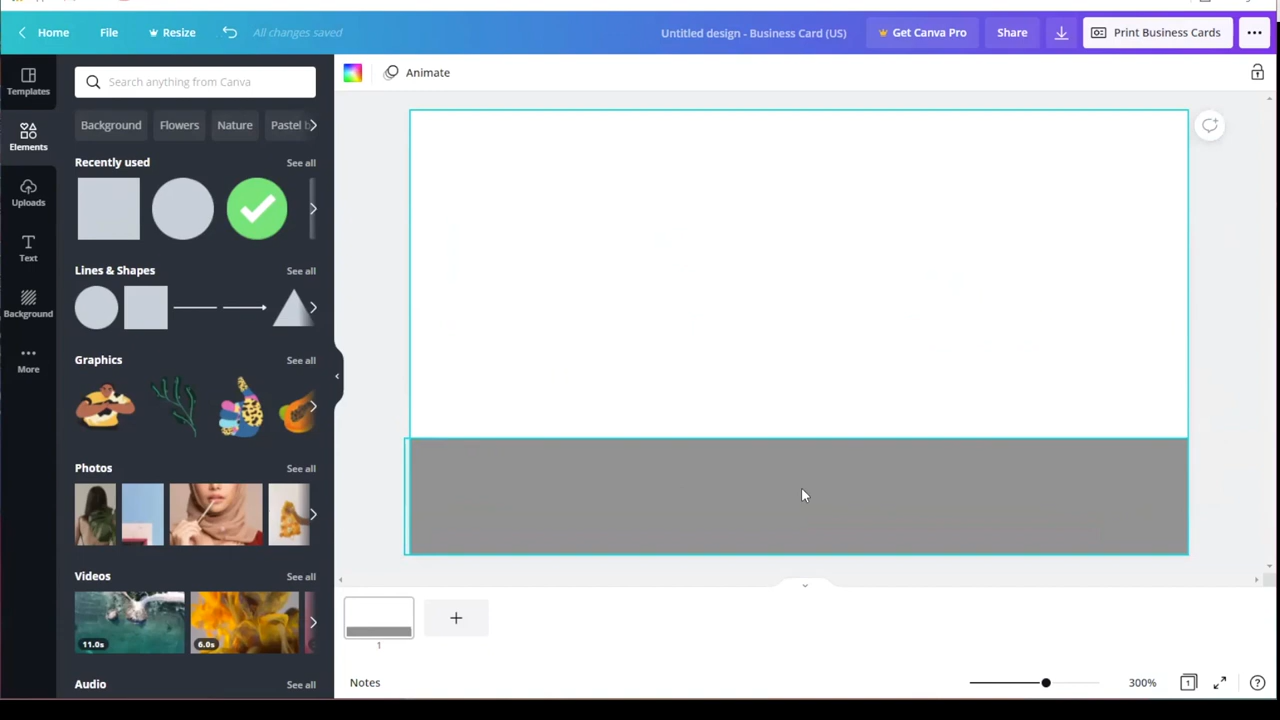 Home File Resize All changes saved Untitled design - Business Card (US) Get Canva Pro Share Print Business Cards
Templates
Elements
Uploads
Text
Background
More
Search anything from Canva
Background Flowers Nature Pastel
Recently used See all
Lines & Shapes See all
Graphics See all
Photos See all
Videos See all
11.0s 6.0s
Audio See all
Animate
1
Notes 300% 1